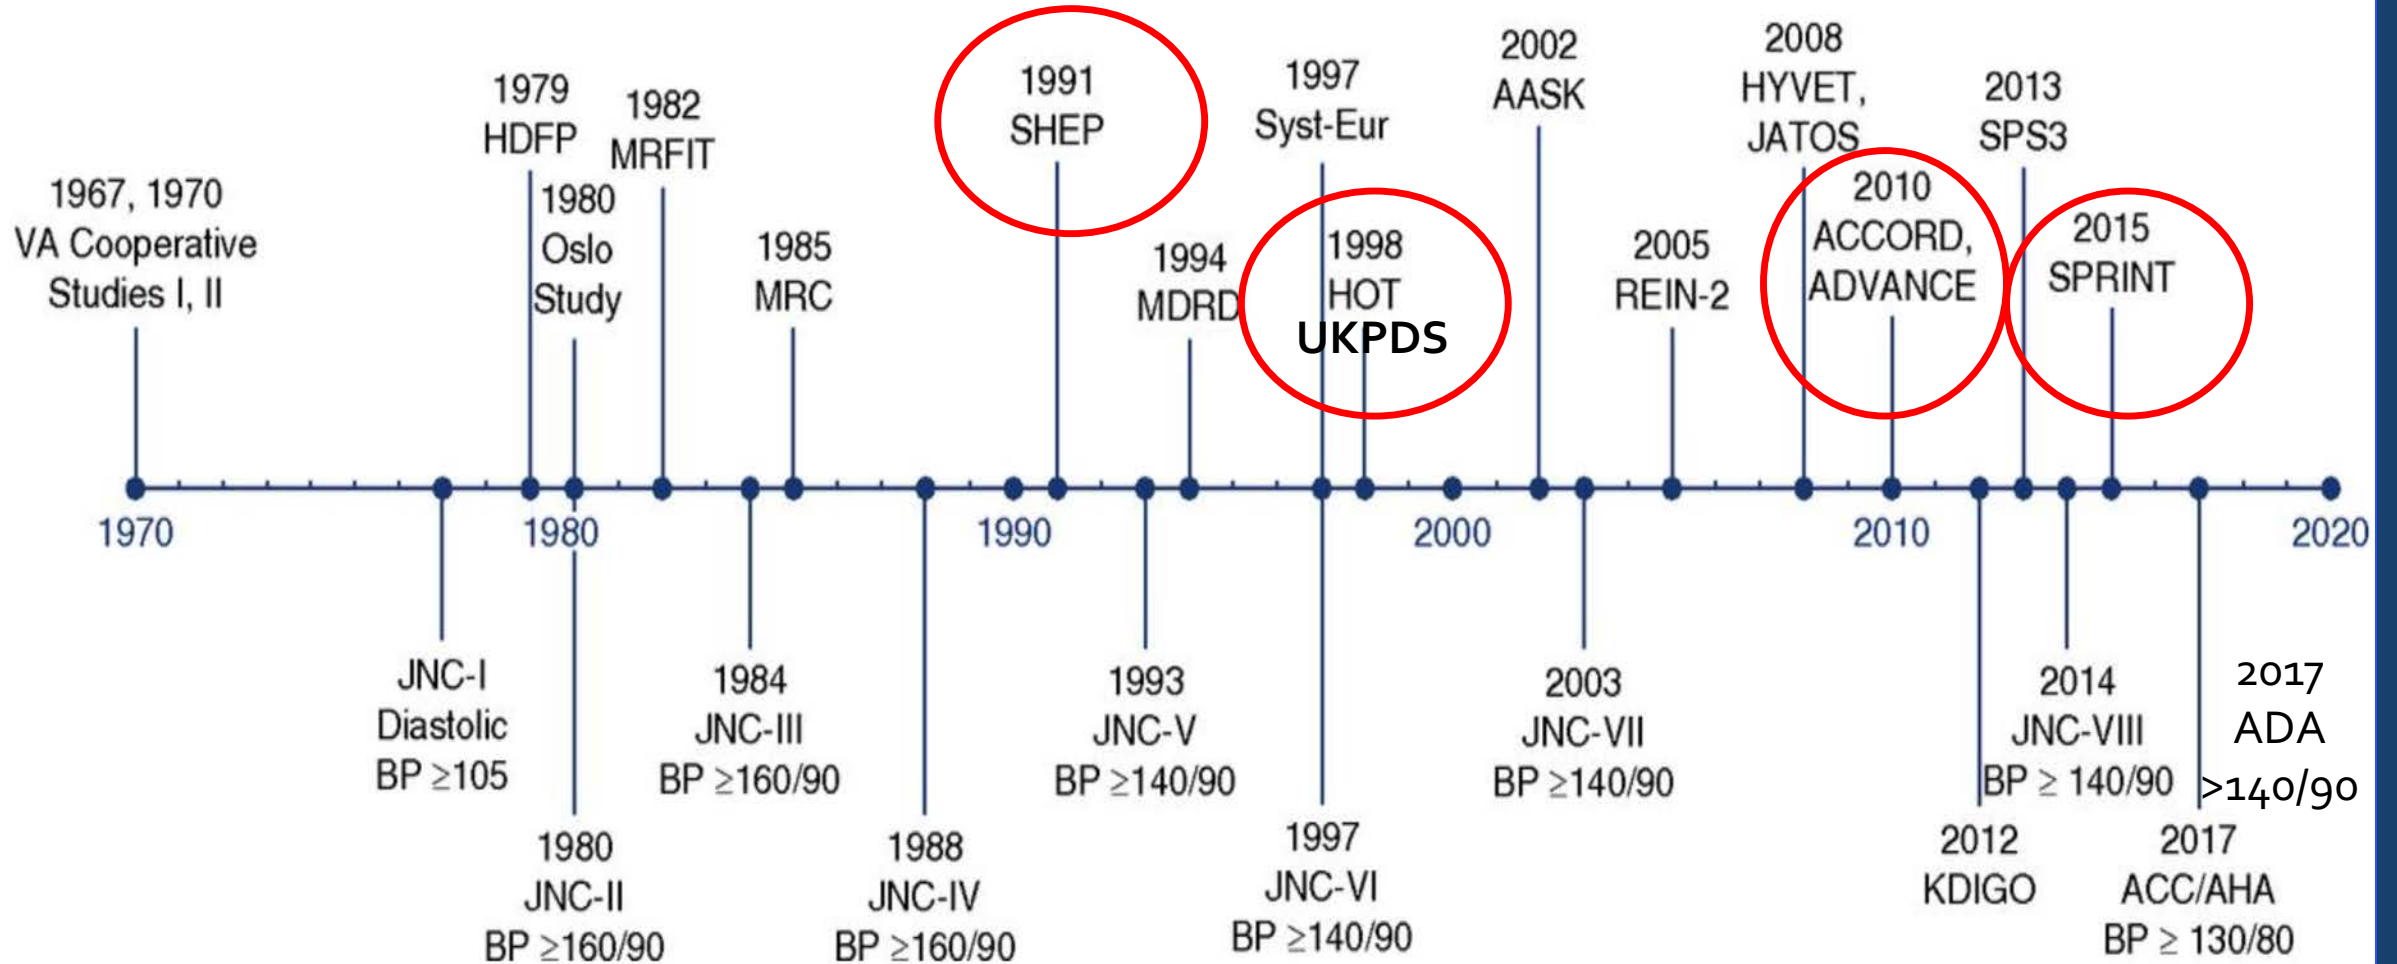 1967, 1970
VA Cooperative
Studies I, II
1979
HDFP
1980
Oslo
Study
1982
MRFIT
1985
MRC
1991
SHEP
1994
MDRD
1997
Syst-Eur
1998
HOT
UKPDS
2002
AASK
2005
REIN-2
2008
HYVET,
JATOS
2010
ACCORD,
ADVANCE
2013
SPS3
2015
SPRINT
1970
1980
1990
2000
2010
2020
JNC-I
Diastolic
BP ≥105
1980
JNC-II
BP ≥160/90
1984
JNC-III
BP ≥160/90
1988
JNC-IV
BP ≥160/90
1993
JNC-V
BP ≥140/90
1997
JNC-VI
BP ≥140/90
2003
JNC-VII
BP ≥140/90
2012
KDIGO
2014
JNC-VIII
BP ≥ 140/90
2017
ACC/AHA
BP ≥ 130/80
2017
ADA
>140/90